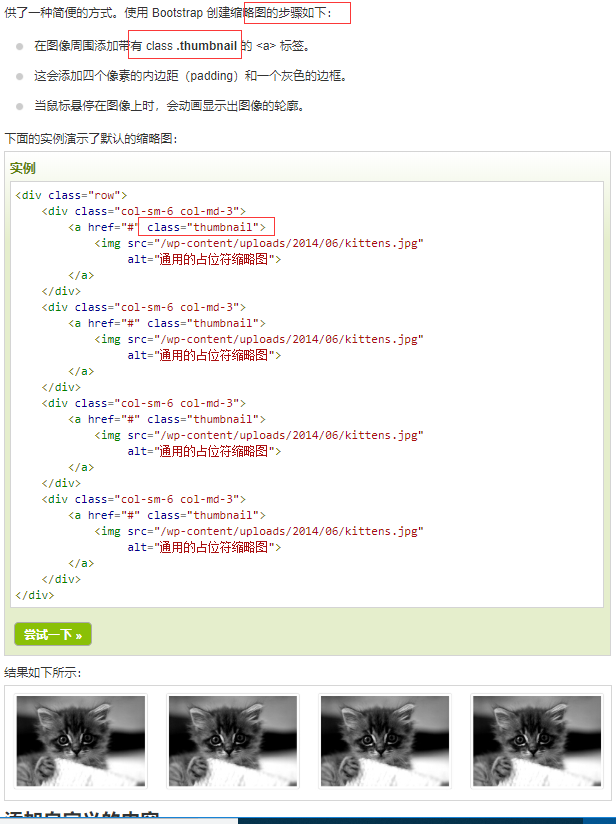 供了一种简便的方式。使用 Bootstrap 创建缩略图的步骤如下：
在图像周围添加带有 class .thumbnail 的 <a> 标签。
这会添加四个像素的内边距（padding）和一个灰色的边框。
当鼠标悬停在图像上时，会动画显示出图像的轮廓。
下面的实例演示了默认的缩略图：
实例
<div class="row">
<div class="col-sm-6 col-md-3">
<a href="#" class="thumbnail">
<img src="/wp-content/uploads/2014/06/kittens.jpg"
alt="通用的占位符缩略图">
</a>
</div>
<div class="col-sm-6 col-md-3">
<a href="#" class="thumbnail">
<img src="/wp-content/uploads/2014/06/kittens.jpg"
alt="通用的占位符缩略图">
</a>
</div>
<div class="col-sm-6 col-md-3">
<a href="#" class="thumbnail">
<img src="/wp-content/uploads/2014/06/kittens.jpg"
alt="通用的占位符缩略图">
</a>
</div>
<div class="col-sm-6 col-md-3">
<a href="#" class="thumbnail">
<img src="/wp-content/uploads/2014/06/kittens.jpg"
alt="通用的占位符缩略图">
</a>
</div>
</div>
尝试一下 »
结果如下所示：
添加自定义的内容